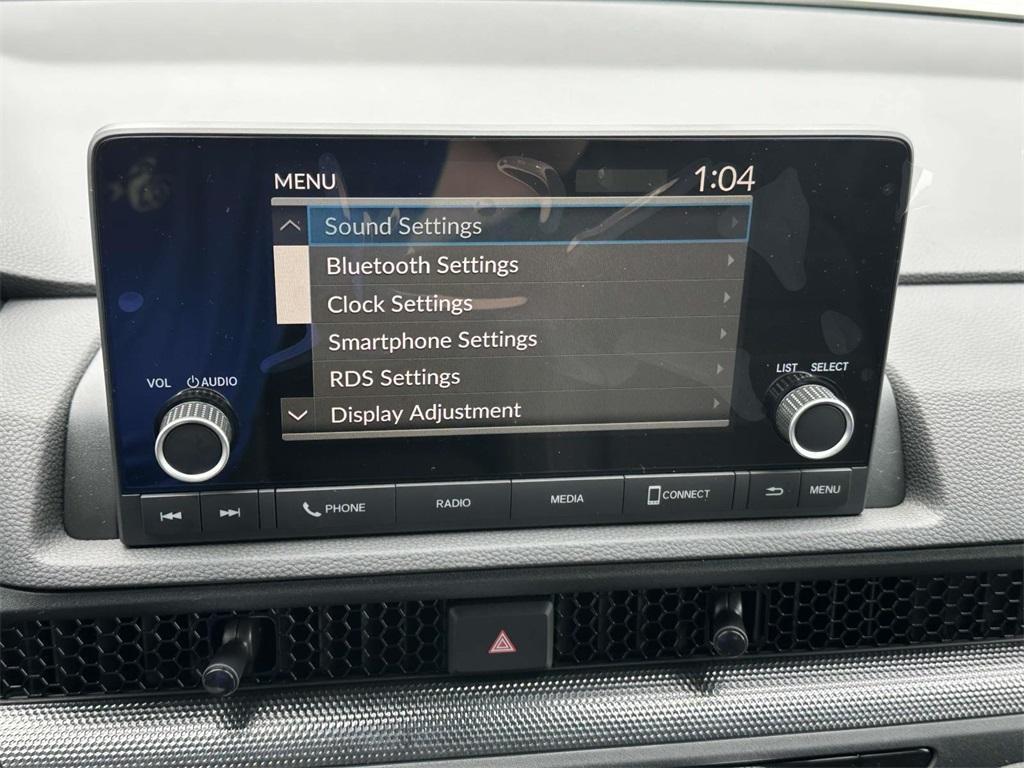 MENU 1:04
Sound Settings
Bluetooth Settings
Clock Settings
Smartphone Settings
RDS Settings
Display Adjustment
VOL AUDIO
LIST SELECT
PHONE RADIO MEDIA CONNECT MENU